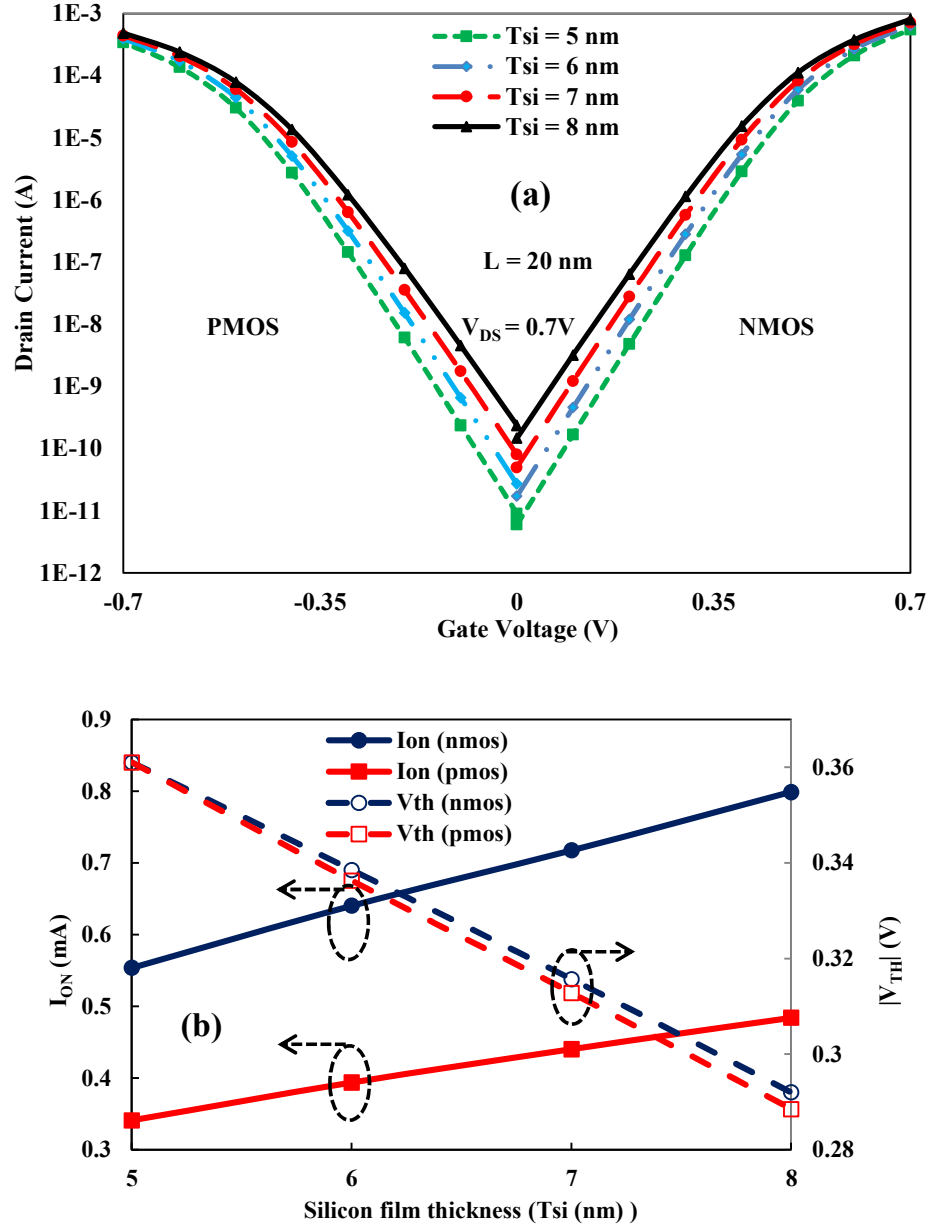 1E-3
1E-4
1E-5
1E-6
1E-7
1E-8
1E-9
1E-10
1E-11
1E-12
Drain Current (A)
Tsi = 5 nm
Tsi = 6 nm
Tsi = 7 nm
Tsi = 8 nm
(a)
L = 20 nm
PMOS
VDS = 0.7V
NMOS
-0.7
-0.35
0
0.35
0.7
Gate Voltage (V)
0.9
0.8
0.7
0.6
0.5
0.4
0.3
ION (mA)
Ion (nmos)
Ion (pmos)
Vth (nmos)
Vth (pmos)
(b)
0.36
0.34
0.32
0.3
0.28
|VTH| (V)
5
6
7
8
Silicon film thickness (Tsi (nm) )